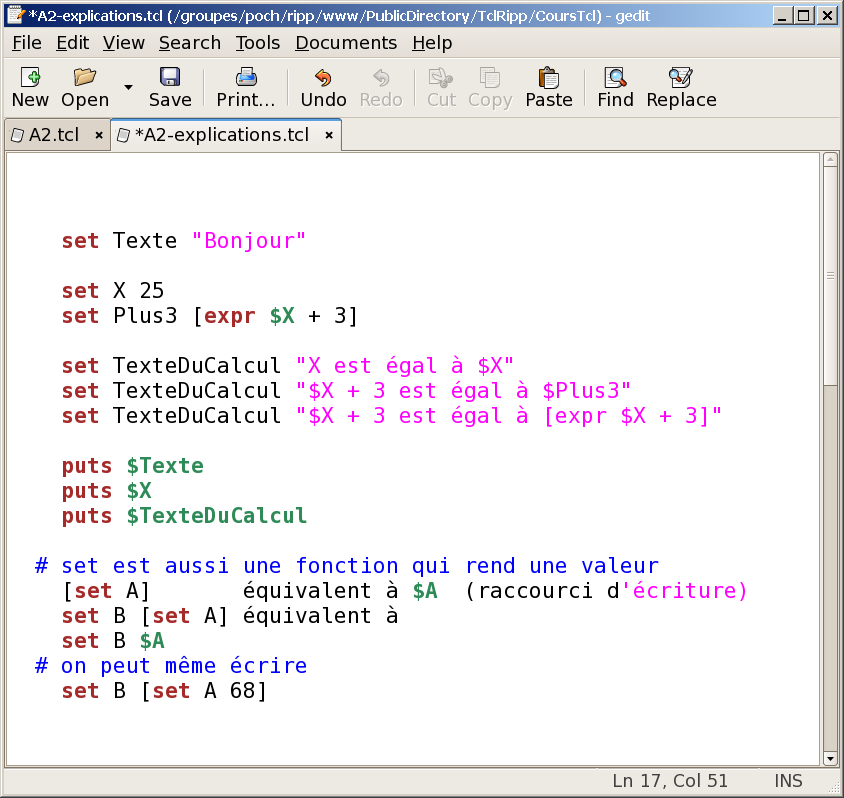 *A2-explications.tcl (/groupes/poch/ripp/www/PublicDirectory/TclRipp/CoursTcl) - gedit
File Edit View Search Tools Documents Help
New Open Save Print... Undo Redo Cut Copy Paste Find Replace
A2.tcl *A2-explications.tcl
set Texte "Bonjour"
set X 25
set Plus3 [expr $X + 3]
set TexteDuCalcul "X est égal à $X"
set TexteDuCalcul "$X + 3 est égal à $Plus3"
set TexteDuCalcul "$X + 3 est égal à [expr $X + 3]"
puts $Texte
puts $X
puts $TexteDuCalcul
# set est aussi une fonction qui rend une valeur
[set A] équivalent à $A (raccourci d'écriture)
set B [set A] équivalent à
set B $A
# on peut même écrire
set B [set A 68]
Ln 17, Col 51 INS